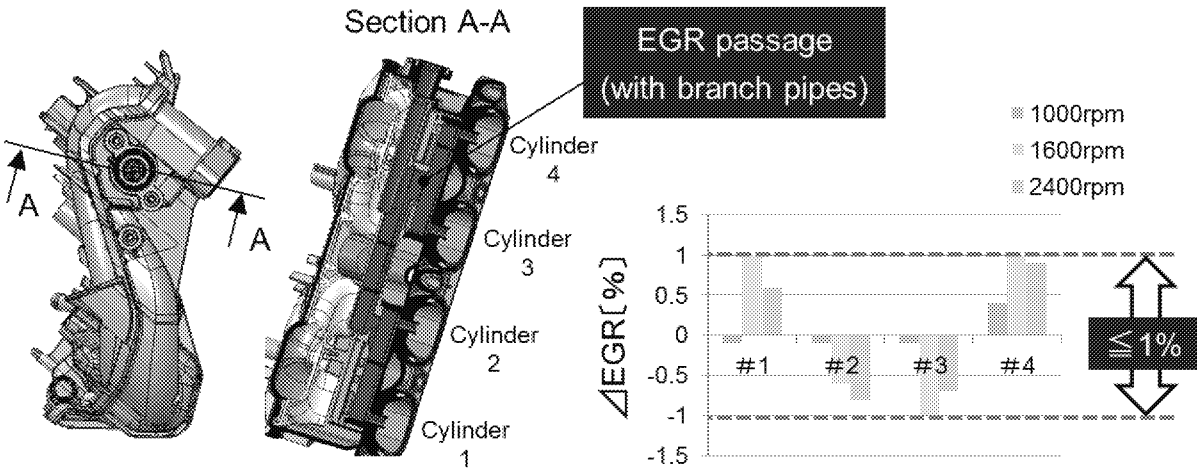 Section A-A
EGR passage
(with branch pipes)
A
A
Cylinder
4
Cylinder
3
Cylinder
2
Cylinder
1
1000rpm
1600rpm
2400rpm
⊿EGR[%]
1.5
1
0.5
0
-0.5
-1
-1.5
#1
#2
#3
#4
≦1%